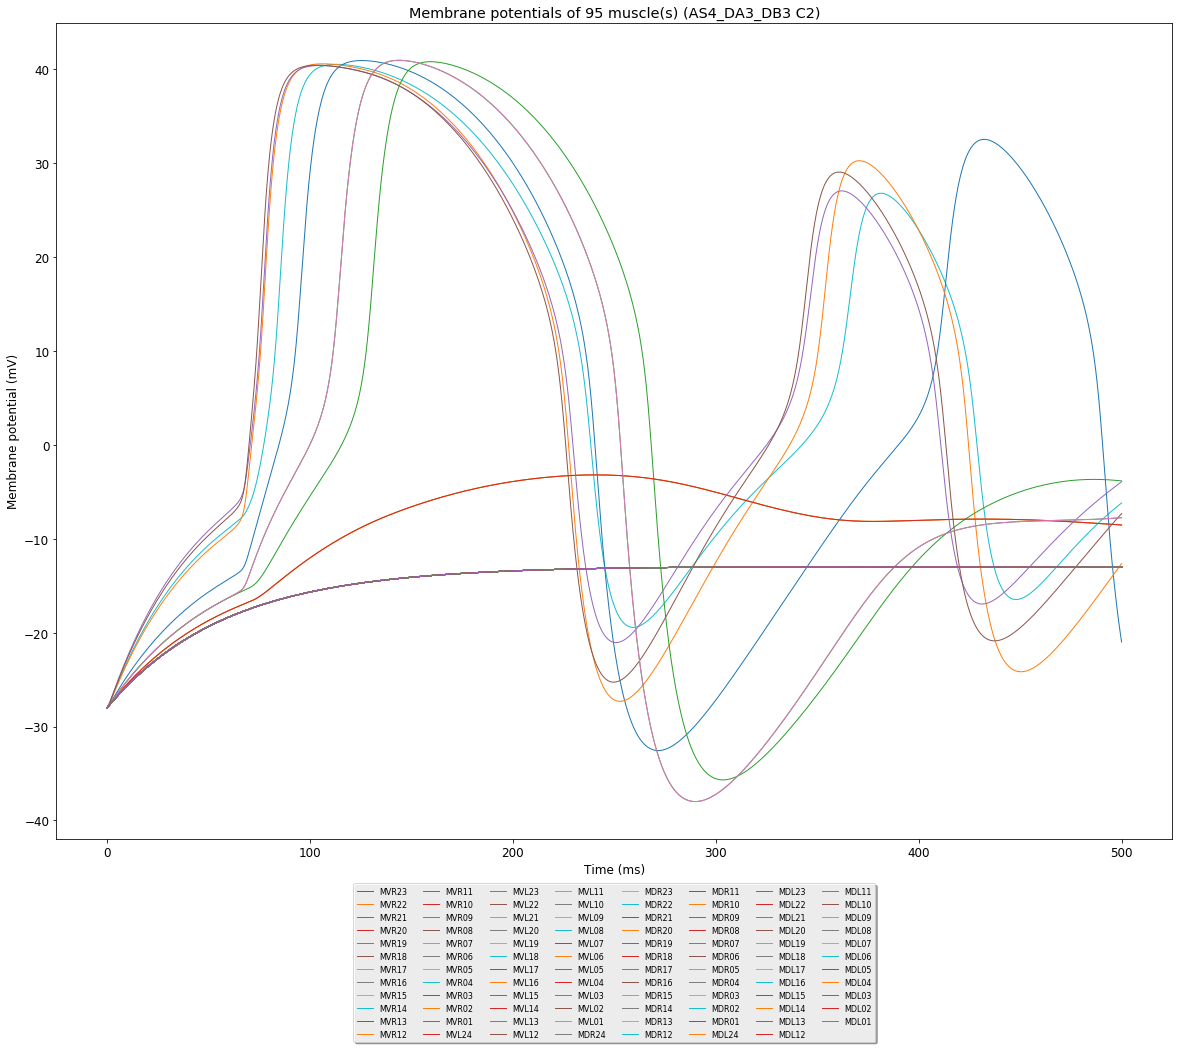 Membrane potentials of 95 muscle(s) (AS4_DA3_DB3 C2)
Membrane potential (mV)
40
30
20
10
0
−10
−20
−30
−40
0 100 200 300 400 500
Time (ms)
MVR23 MVR11 MVL23 MVL11 MDR23 MDR11 MDL23 MDL11
MVR22 MVR10 MVL22 MVL10 MDR22 MDR10 MDL22 MDL10
MVR21 MVR09 MVL21 MVL09 MDR21 MDR09 MDL21 MDL09
MVR20 MVR08 MVL20 MVL08 MDR20 MDR08 MDL20 MDL08
MVR19 MVR07 MVL19 MVL07 MDR19 MDR07 MDL19 MDL07
MVR18 MVR06 MVL18 MVL06 MDR18 MDR06 MDL18 MDL06
MVR17 MVR05 MVL17 MVL05 MDR17 MDR05 MDL17 MDL05
MVR16 MVR04 MVL16 MVL04 MDR16 MDR04 MDL16 MDL04
MVR15 MVR03 MVL15 MVL03 MDR15 MDR03 MDL15 MDL03
MVR14 MVR02 MVL14 MVL02 MDR14 MDR02 MDL14 MDL02
MVR13 MVR01 MVL13 MVL01 MDR13 MDR01 MDL13 MDL01
MVR12 MVL24 MVL12 MDR24 MDR12 MDL24 MDL12